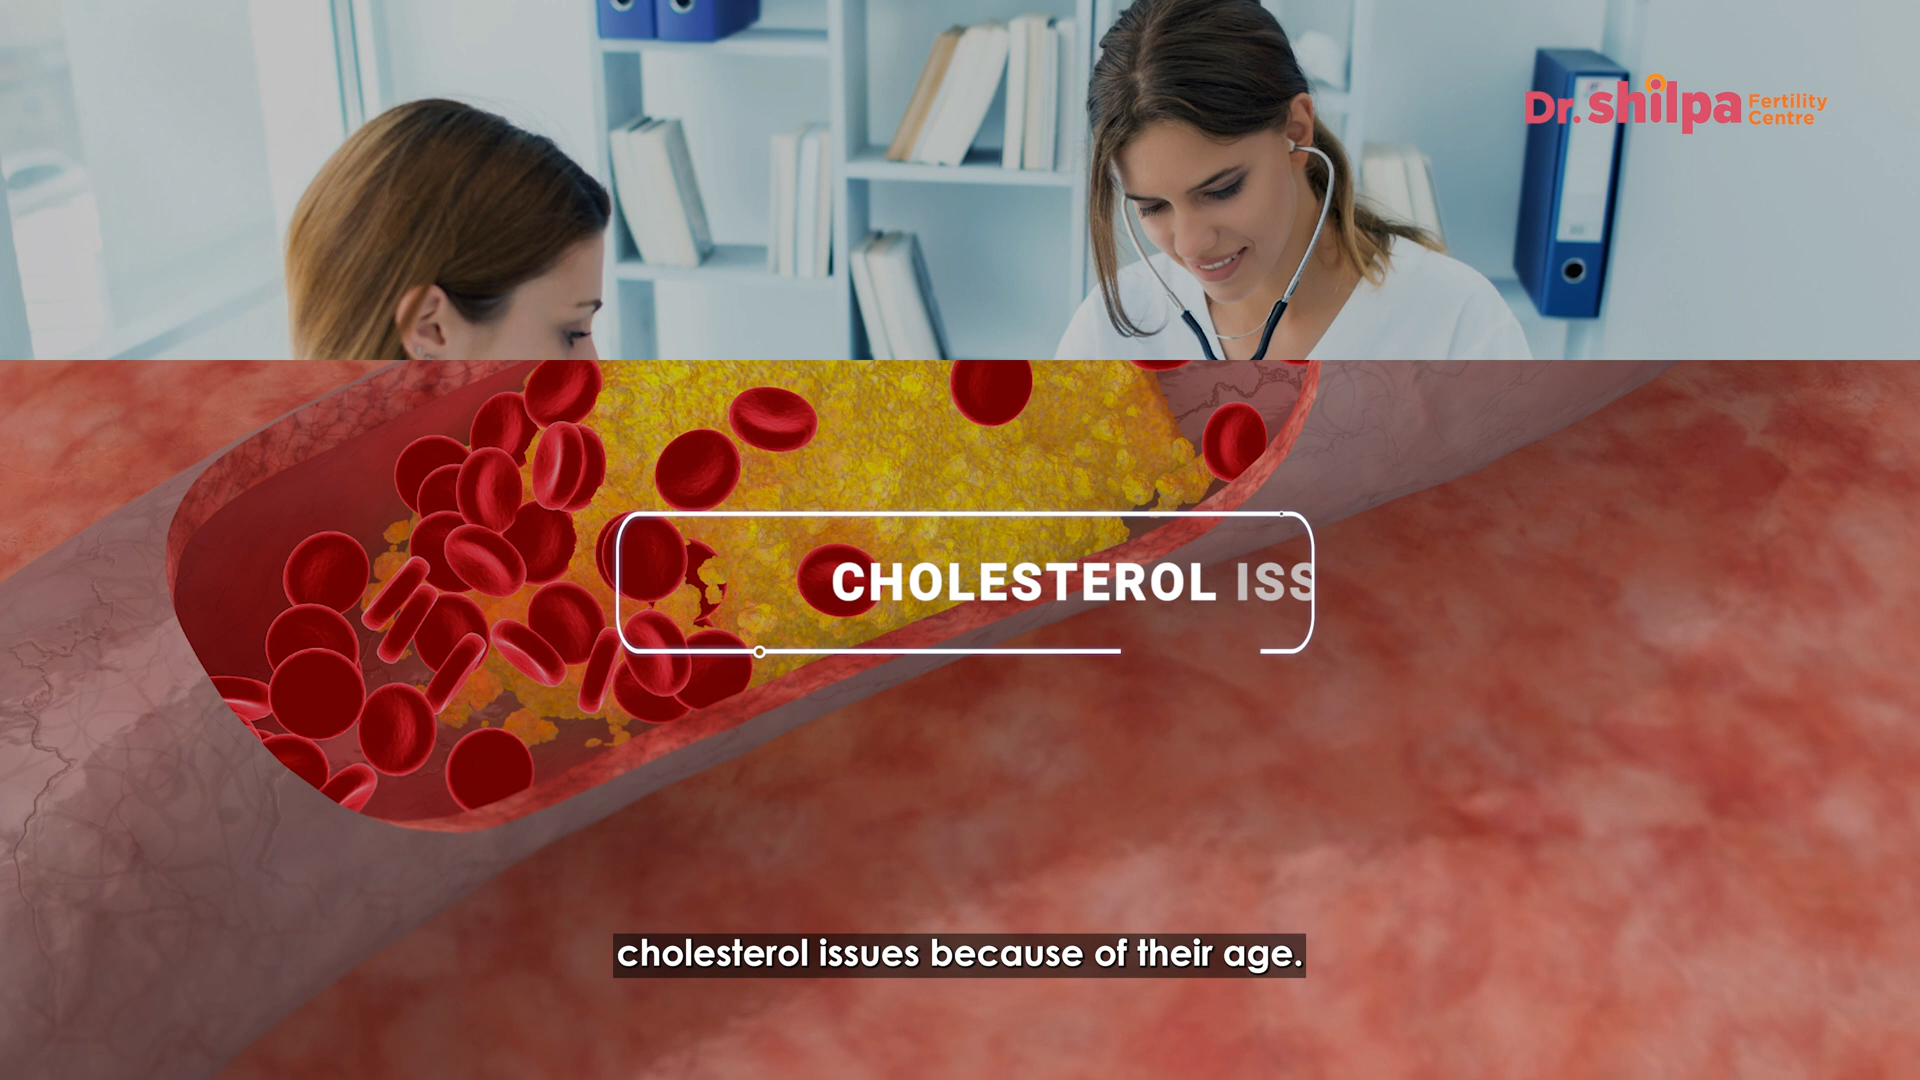 Dr. shilpa Fertility
Centre
CHOLESTEROL ISS
cholesterol issues because of their age.